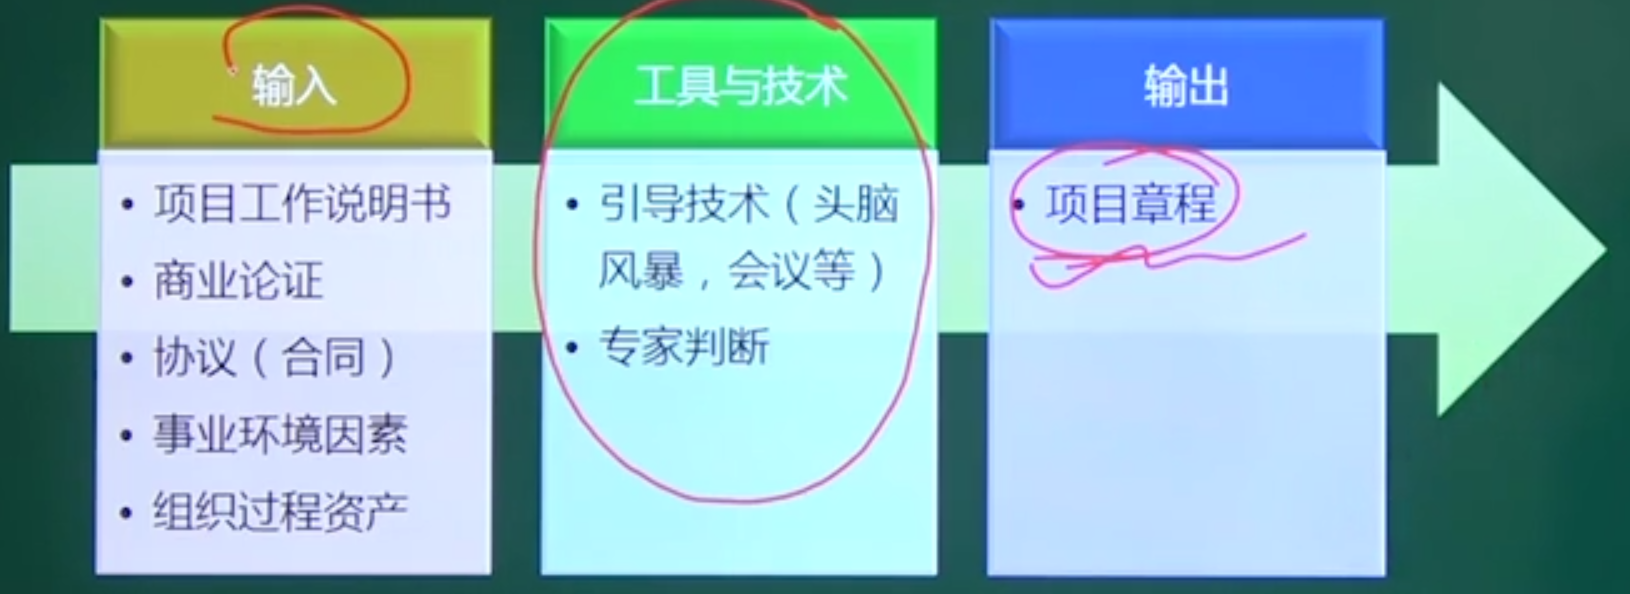 输入
• 项目工作说明书
• 商业论证
• 协议（合同）
• 事业环境因素
• 组织过程资产
工具与技术
• 引导技术（头脑
风暴，会议等）
• 专家判断
输出
• 项目章程